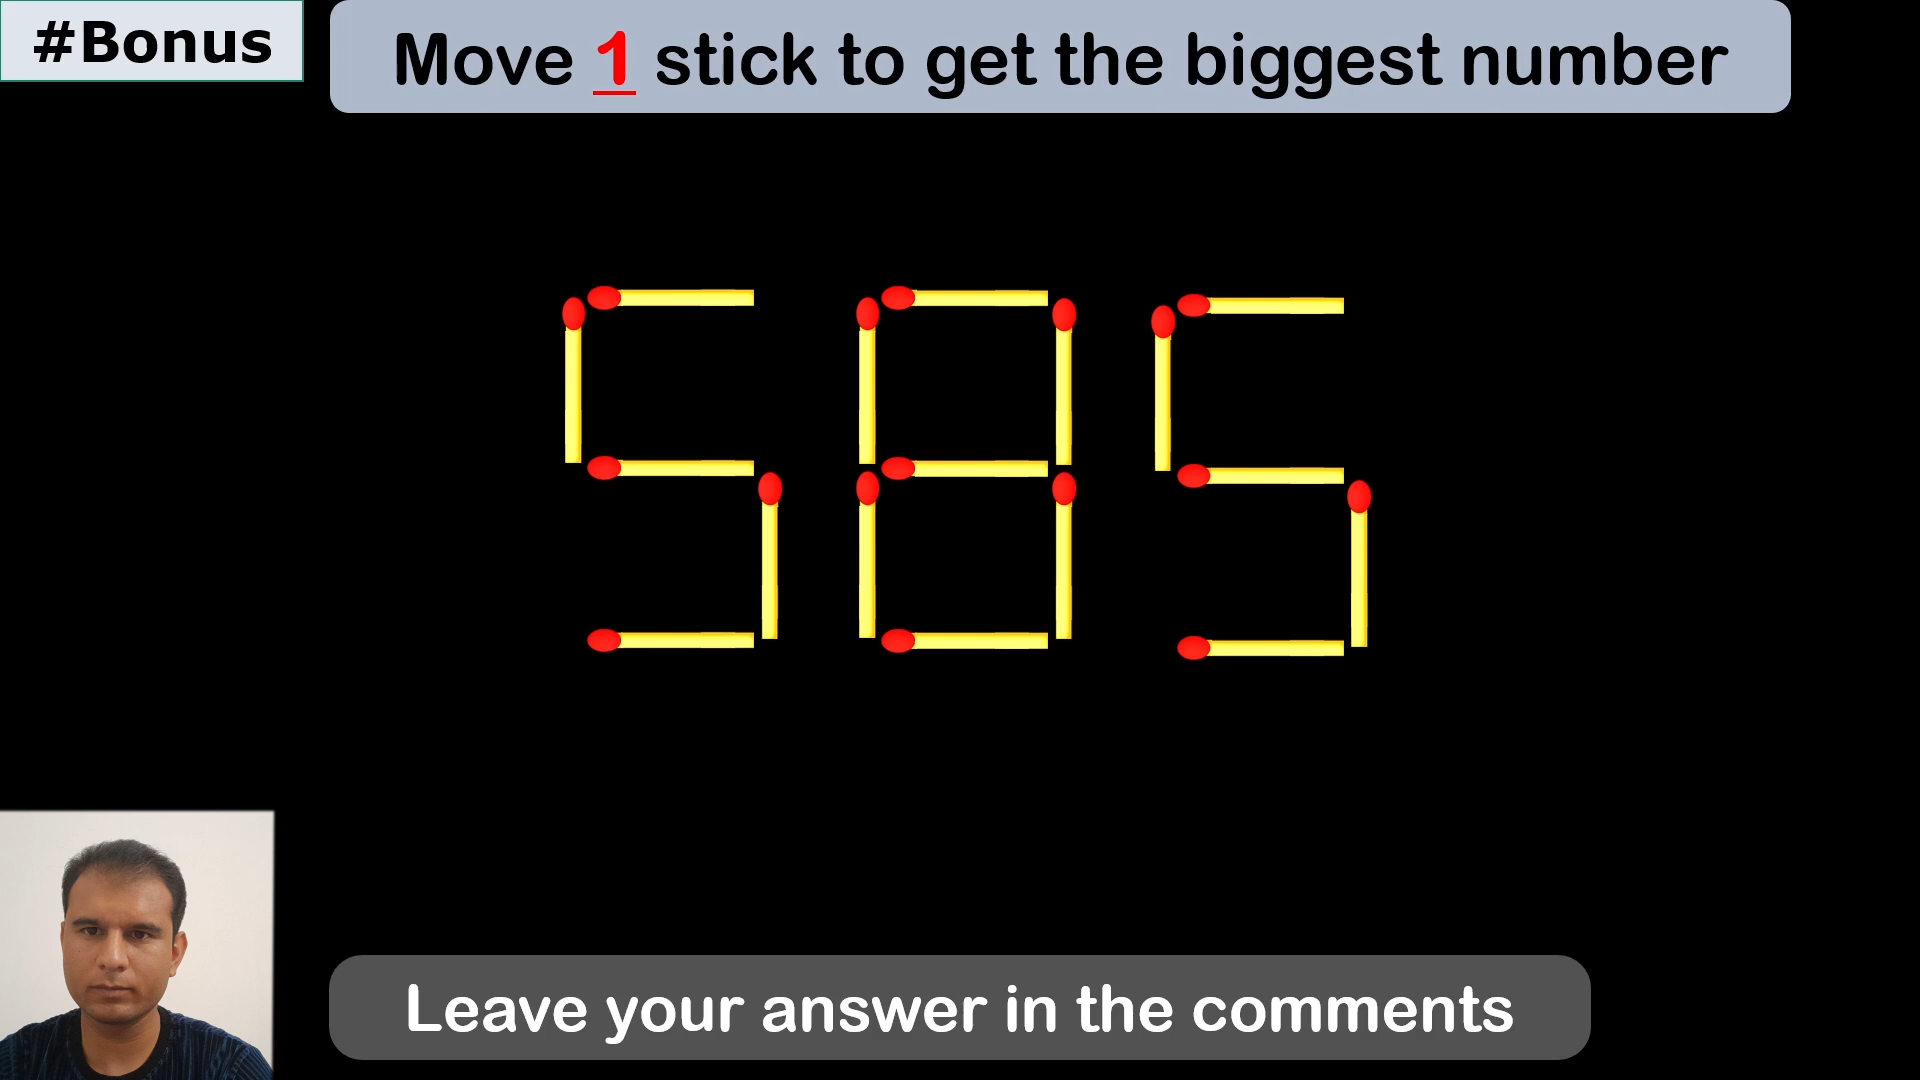 #Bonus
Move 1 stick to get the biggest number
585
Leave your answer in the comments